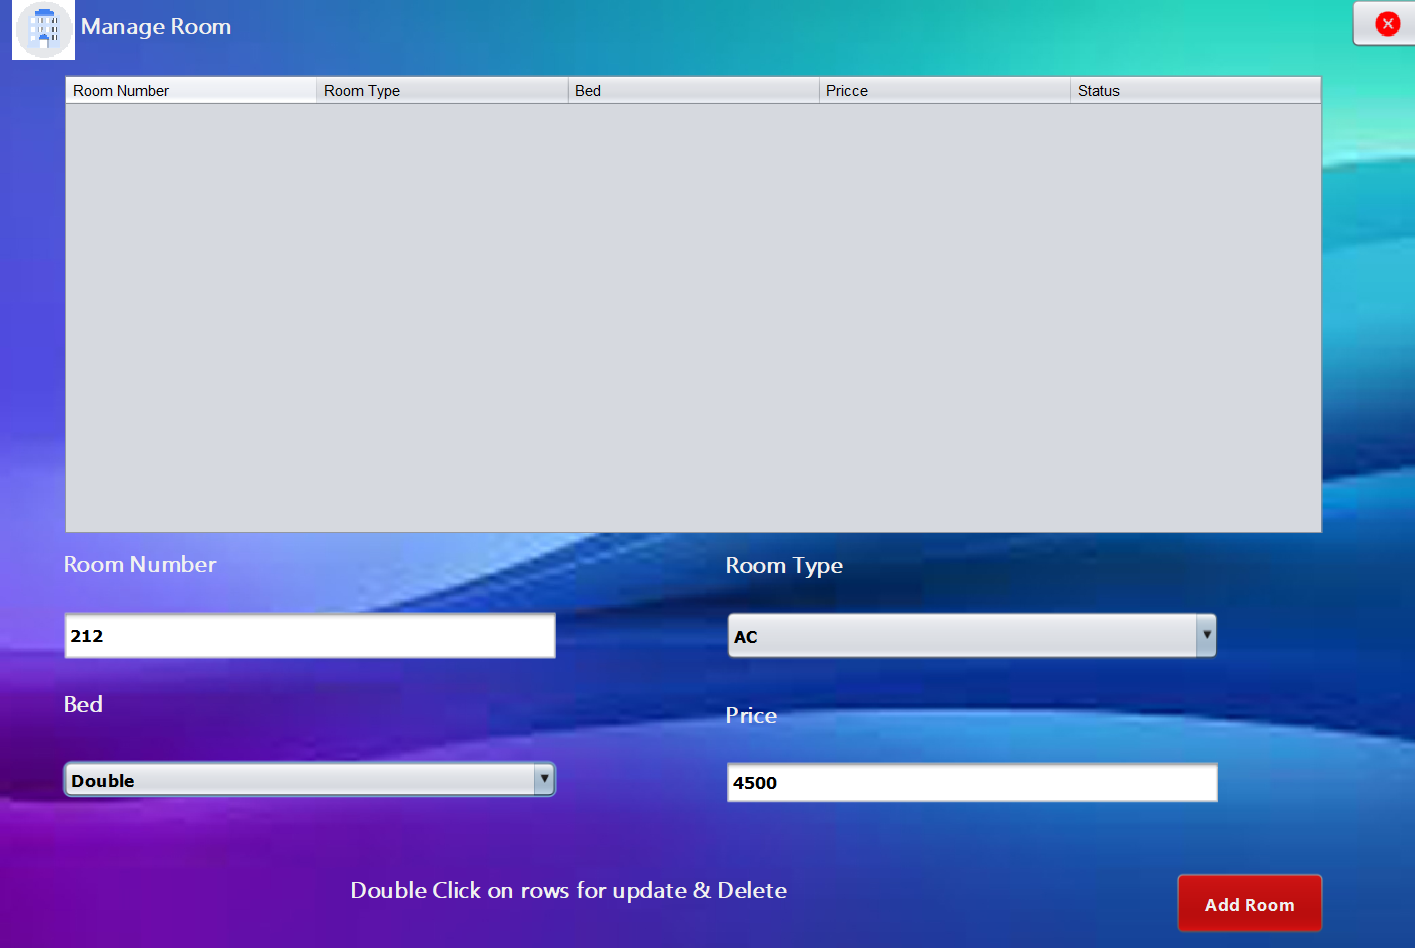 Manage Room
Room Number Room Type Bed Pricce Status
Room Number Room Type
212 AC
Bed
Price
Double 4500
Double Click on rows for update & Delete
Add Room